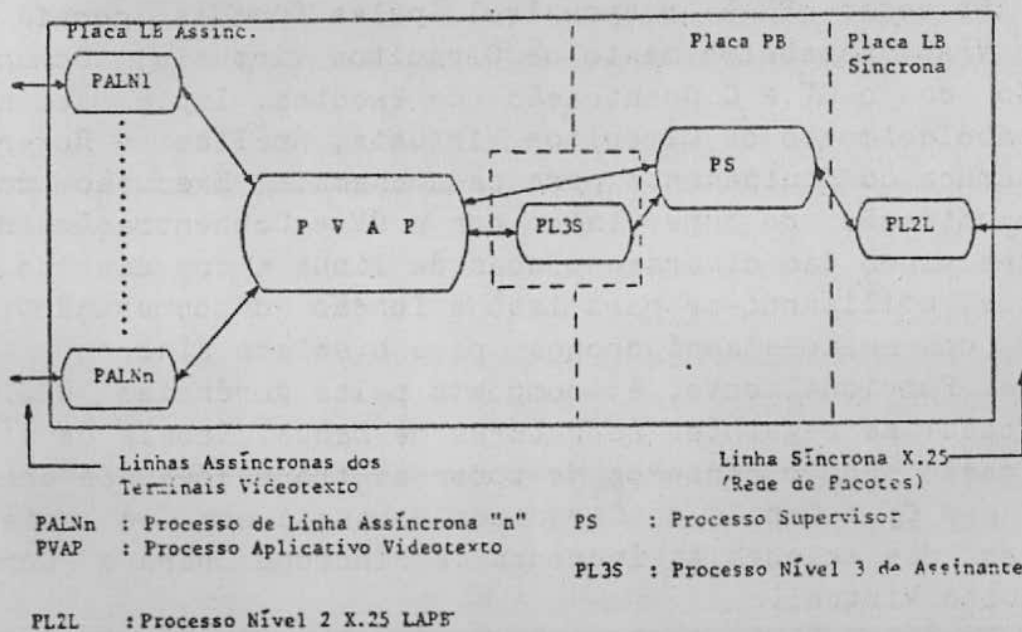 Placa LB Assinc.
Placa PB
Placa LB
Síncrona
PALN1
PS
P V A P
PL3S
PL2L
PALNn
Linhas Assíncronas dos
Terminais Videotexto
Linha Síncrona X.25
(Rede de Pacotes)
PALNn : Processo de Linha Assíncrona "n"
PS : Processo Supervisor
PVAP : Processo Aplicativo Videotexto
PL3S : Processo Nível 3 de Assinante
PL2L : Processo Nível 2 X.25 LAPB